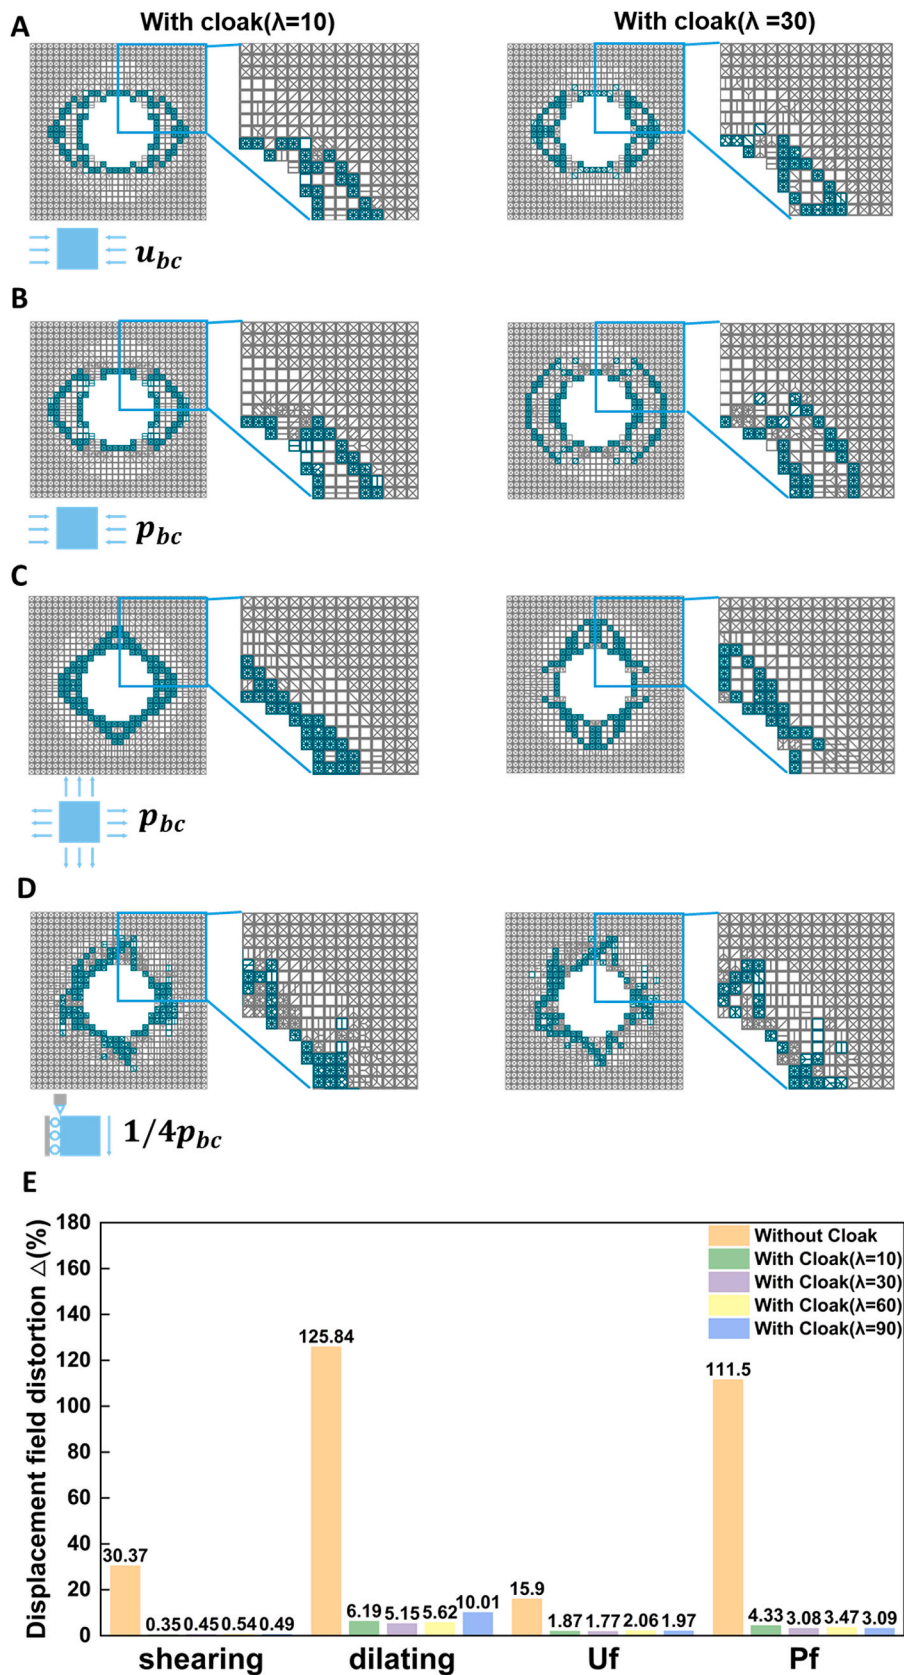 A
With cloak(λ=10)
With cloak(λ =30)
u_bc
B
p_bc
C
p_bc
D
1/4p_bc
E
Displacement field distortion △(%)
180
160
140
120
100
80
60
40
20
0
Without Cloak
With Cloak(λ=10)
With Cloak(λ=30)
With Cloak(λ=60)
With Cloak(λ=90)
30.37
0.35 0.45 0.54 0.49
125.84
6.19 5.15 5.62 10.01
15.9
1.87 1.77 2.06 1.97
111.5
4.33 3.08 3.47 3.09
shearing dilating Uf Pf